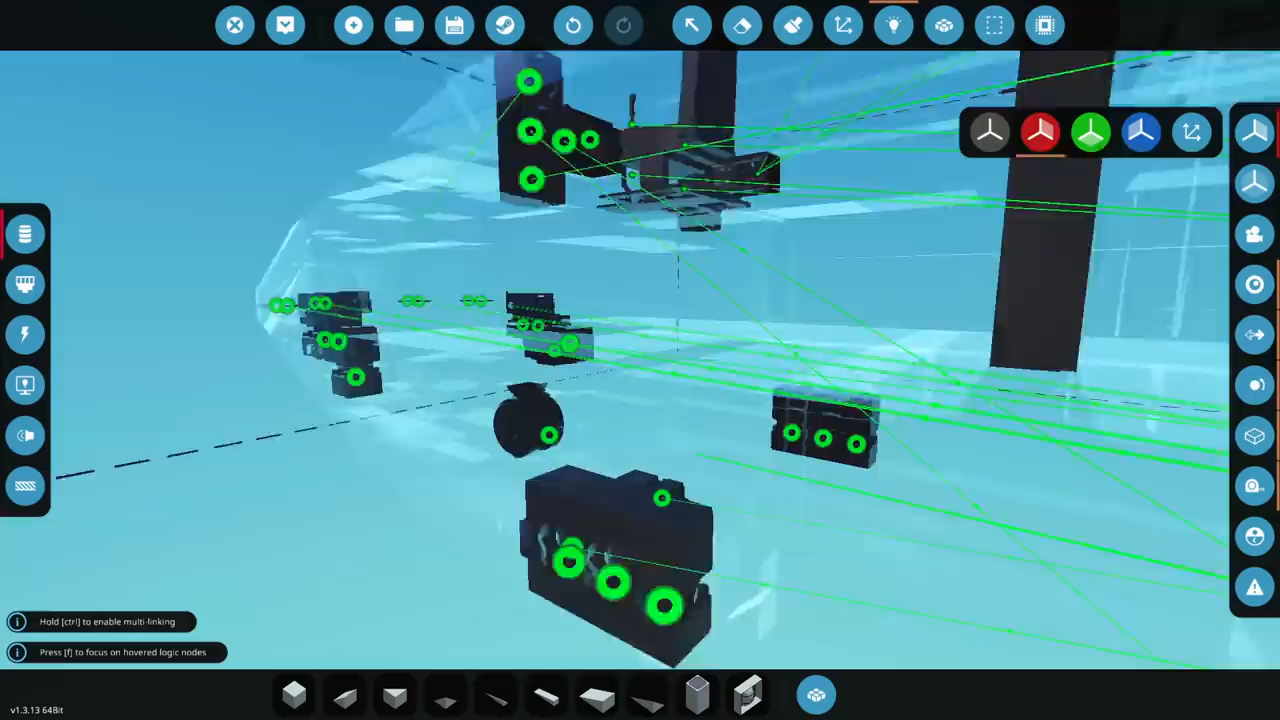 Hold [ctrl] to enable multi-linking
Press [f] to focus on hovered logic nodes
v1.3.13 64Bit